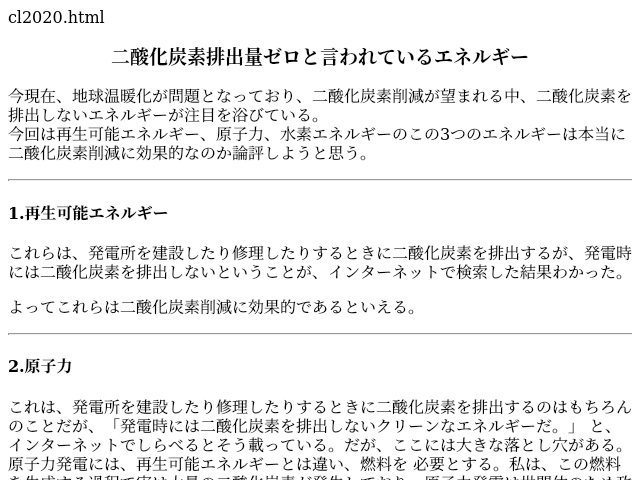 cl2020.html
二酸化炭素排出量ゼロと言われているエネルギー
今現在、地球温暖化が問題となっており、二酸化炭素削減が望まれる中、二酸化炭素を
排出しないエネルギーが注目を浴びている。
今回は再生可能エネルギー、原子力、水素エネルギーのこの3つのエネルギーは本当に
二酸化炭素削減に効果的なのか論評しようと思う。
1.再生可能エネルギー
これらは、発電所を建設したり修理したりするときに二酸化炭素を排出するが、発電時
には二酸化炭素を排出しないということが、インターネットで検索した結果わかった。
よってこれらは二酸化炭素削減に効果的であるといえる。
2.原子力
これは、発電所を建設したり修理したりするときに二酸化炭素を排出するのはもちろん
のことだが、「発電時には二酸化炭素を排出しないクリーンなエネルギーだ。」 と、
インターネットでしらべるとそう載っている。だが、ここには大きな落とし穴がある。
原子力発電には、再生可能エネルギーとは違い、燃料を 必要とする。私は、この燃料